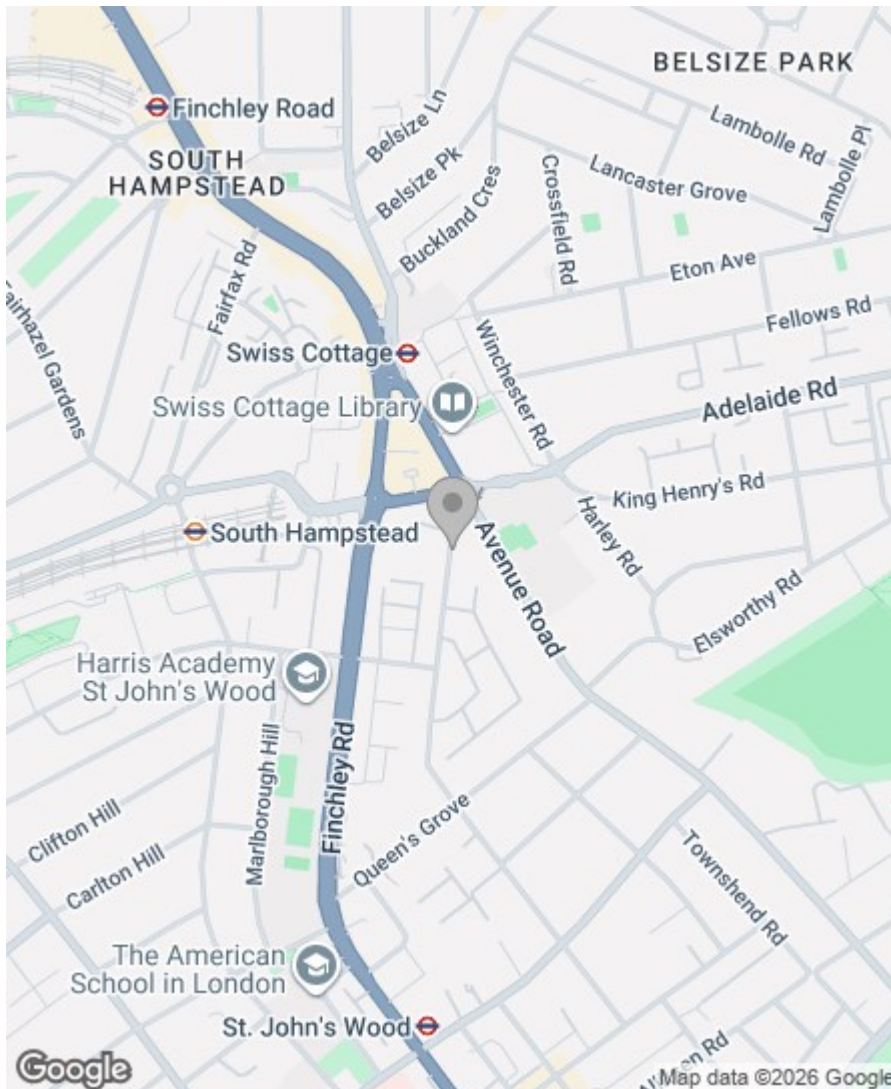 BELSIZE PARK
Finchley Road
Belsize Ln
Lambolle Rd
Lambolle Pl
SOUTH
HAMPSTEAD
Belsize Pk
Lancaster Grove
Crossfield Rd
Buckland Cres
Fairfax Rd
Eton Ave
Fairhazel Gardens
Fellows Rd
Swiss Cottage
Winchester Rd
Swiss Cottage Library
Adelaide Rd
King Henry's Rd
South Hampstead
Avenue Road
Harley Rd
Elsworthy Rd
Harris Academy
St John's Wood
Finchley Rd
Marlborough Hill
Clifton Hill
Queen's Grove
Carlton Hill
Townshend Rd
The American
School in London
St. John's Wood
Google
Map data ©2026 Google